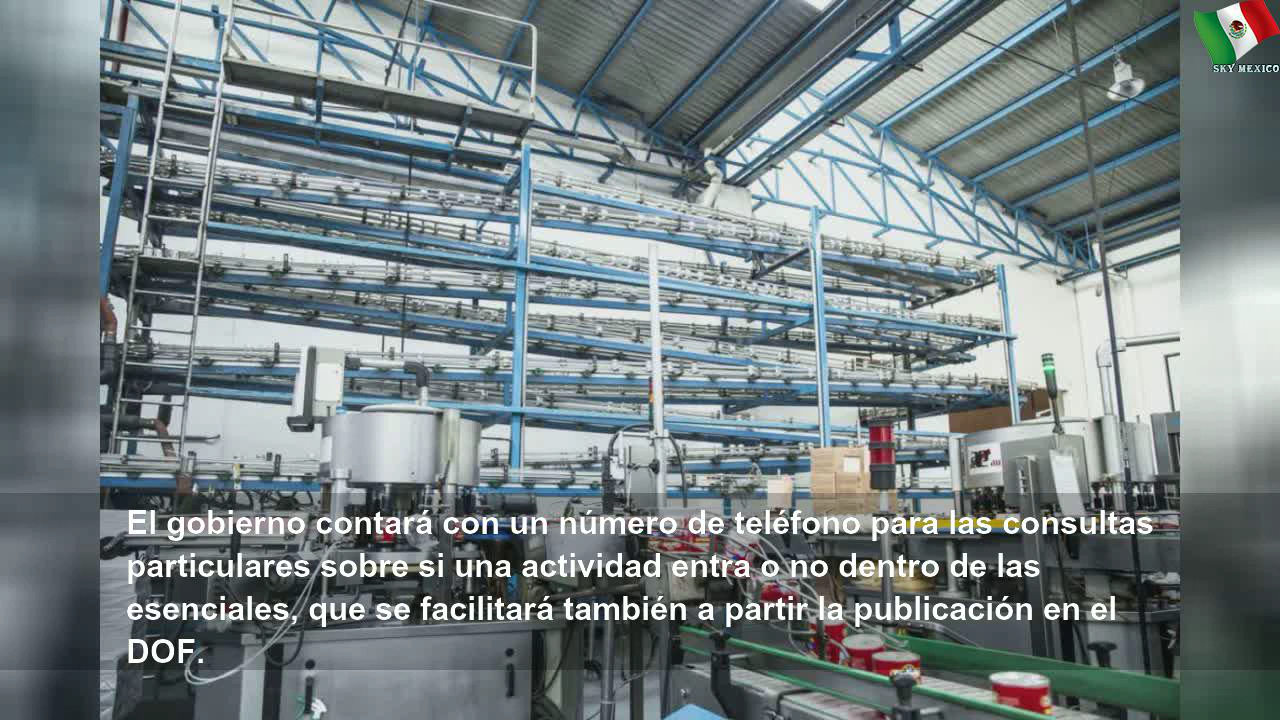 SKY MEXICO
El gobierno contará con un número de teléfono para las consultas
particulares sobre si una actividad entra o no dentro de las
esenciales, que se facilitará también a partir la publicación en el
DOF.